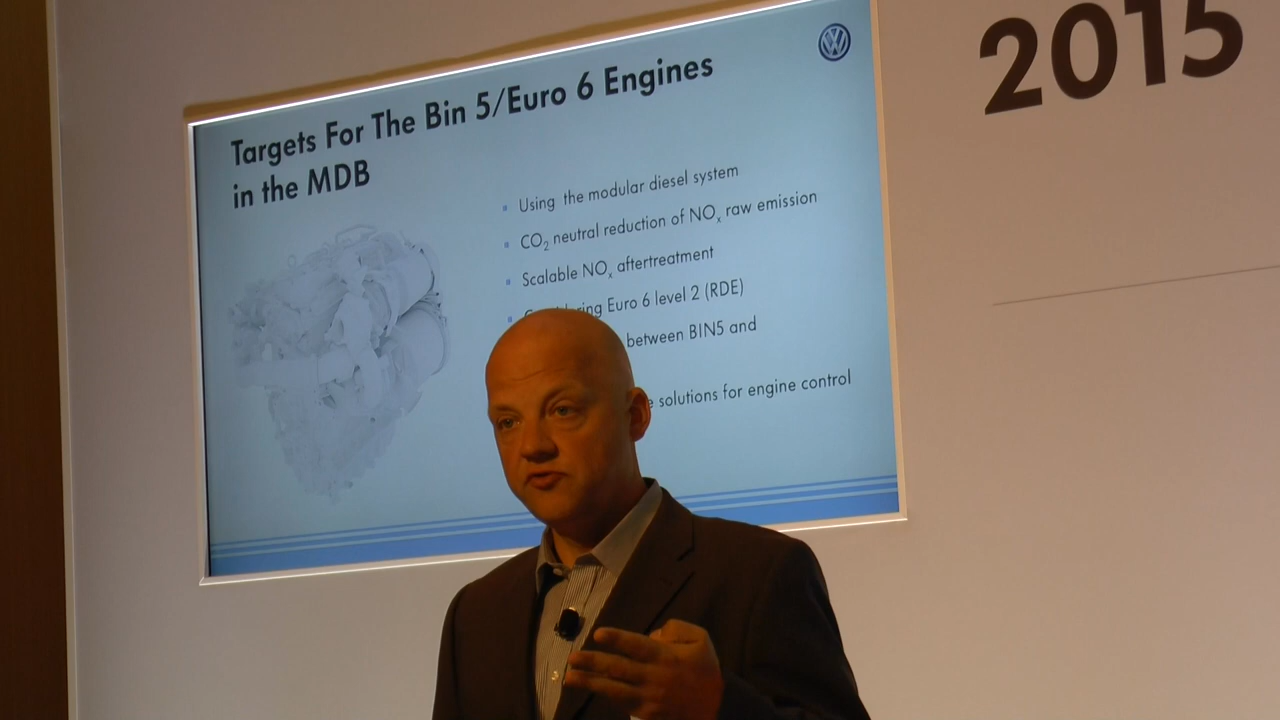 Targets For The Bin 5/Euro 6 Engines
in the MDB
Using the modular diesel system
CO₂ neutral reduction of NOₓ raw emission
Scalable NOₓ aftertreatment
Euro 6 level 2 (RDE)
between BIN5 and
solutions for engine control
2015